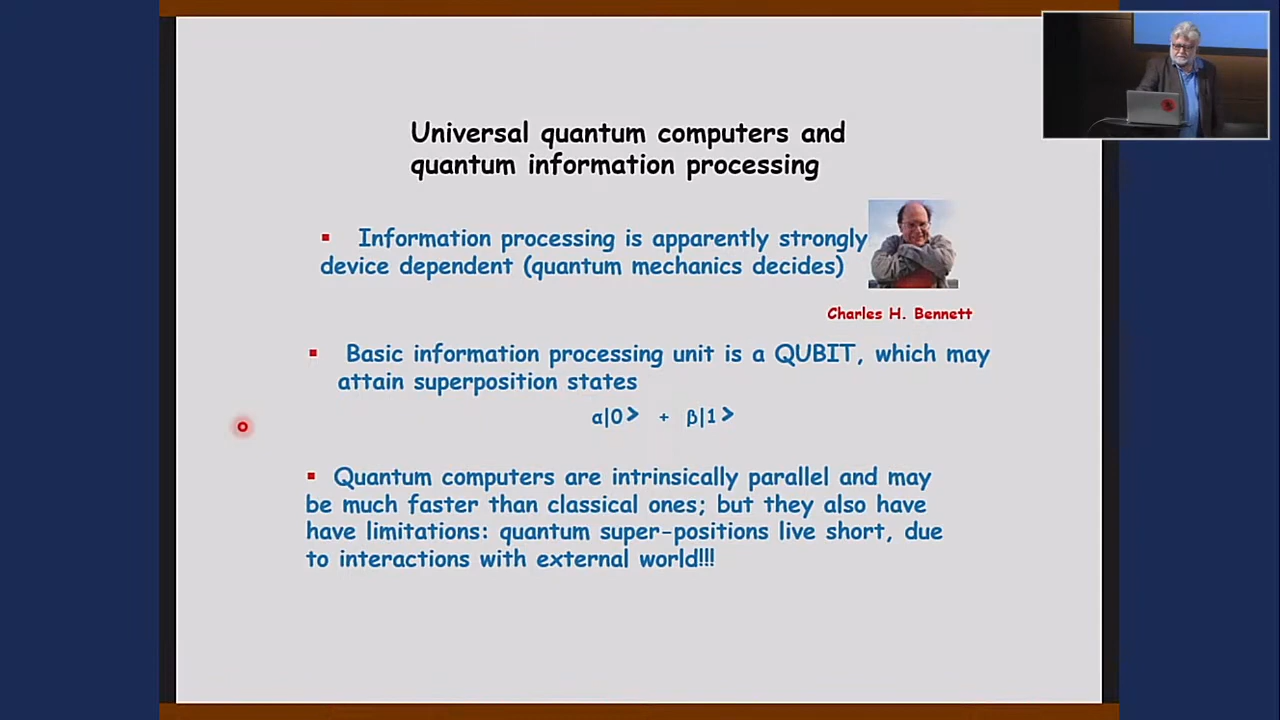 Universal quantum computers and
quantum information processing
▪ Information processing is apparently strongly
device dependent (quantum mechanics decides)
Charles H. Bennett
▪ Basic information processing unit is a QUBIT, which may
attain superposition states
α|0> + β|1>
▪ Quantum computers are intrinsically parallel and may
be much faster than classical ones; but they also have
have limitations: quantum super-positions live short, due
to interactions with external world!!!